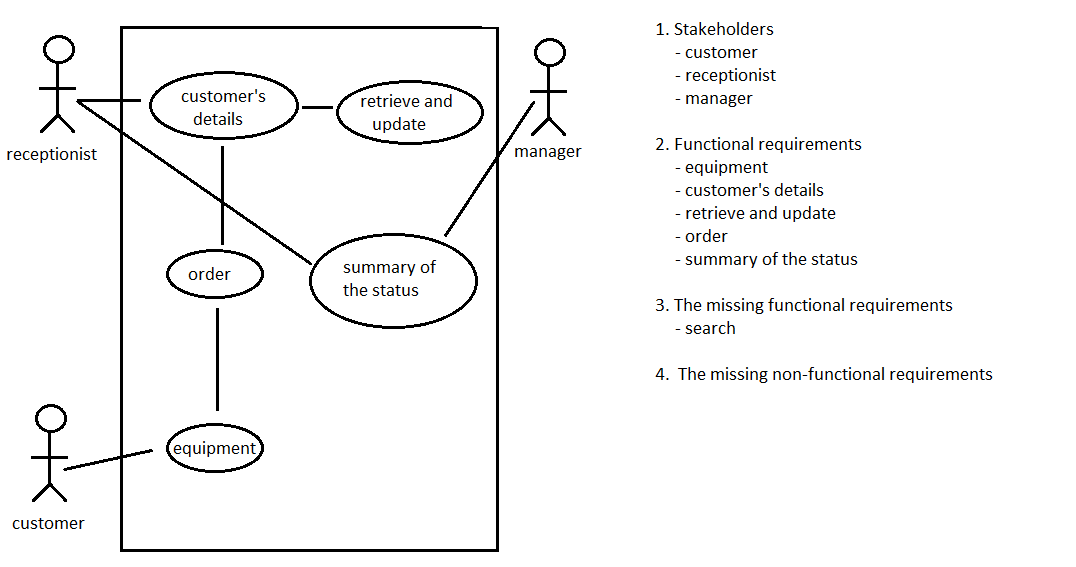 receptionist
customer's
details
retrieve and
update
manager
order
summary of
the status
equipment
customer
1. Stakeholders
- customer
- receptionist
- manager
2. Functional requirements
- equipment
- customer's details
- retrieve and update
- order
- summary of the status
3. The missing functional requirements
- search
4. The missing non-functional requirements